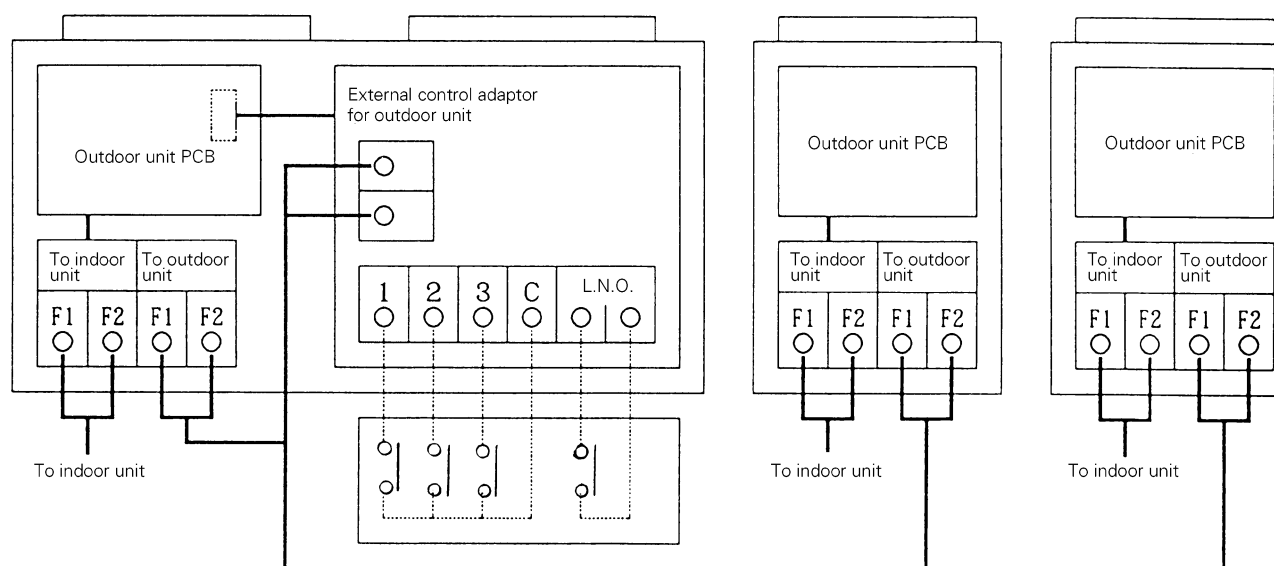 External control adaptor
for outdoor unit
Outdoor unit PCB
To indoor
unit
To outdoor
unit
F1 F2 F1 F2
1 2 3 C L.N.O.
To indoor unit
Outdoor unit PCB
To indoor
unit
To outdoor
unit
F1 F2 F1 F2
To indoor unit
Outdoor unit PCB
To indoor
unit
To outdoor
unit
F1 F2 F1 F2
To indoor unit